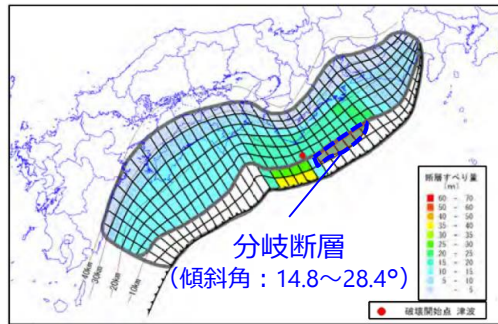 分岐断層
(傾斜角：14.8～28.4°)
40km
30km
20km
10km
断層すべり量
(m)
60 - 70
50 - 60
40 - 50
35 - 40
30 - 35
25 - 30
20 - 25
15 - 20
10 - 15
5 - 10
- 5
破壊開始点 津波